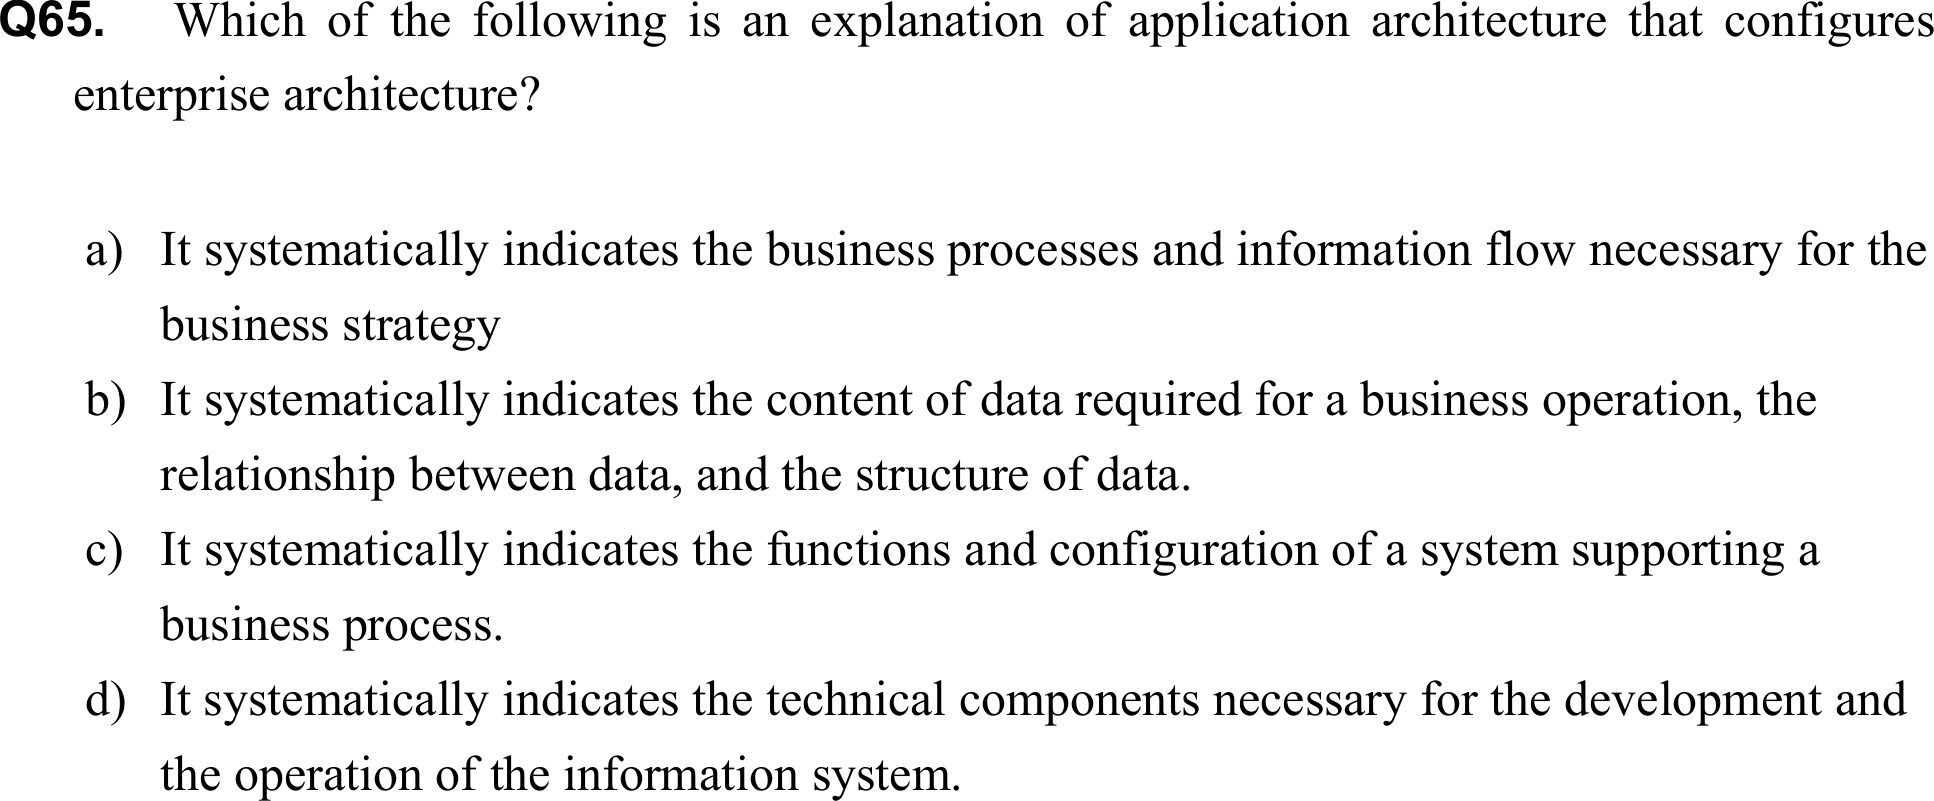 Q65. Which of the following is an explanation of application architecture that configures
enterprise architecture?
a) It systematically indicates the business processes and information flow necessary for the
business strategy
b) It systematically indicates the content of data required for a business operation, the
relationship between data, and the structure of data.
c) It systematically indicates the functions and configuration of a system supporting a
business process.
d) It systematically indicates the technical components necessary for the development and
the operation of the information system.